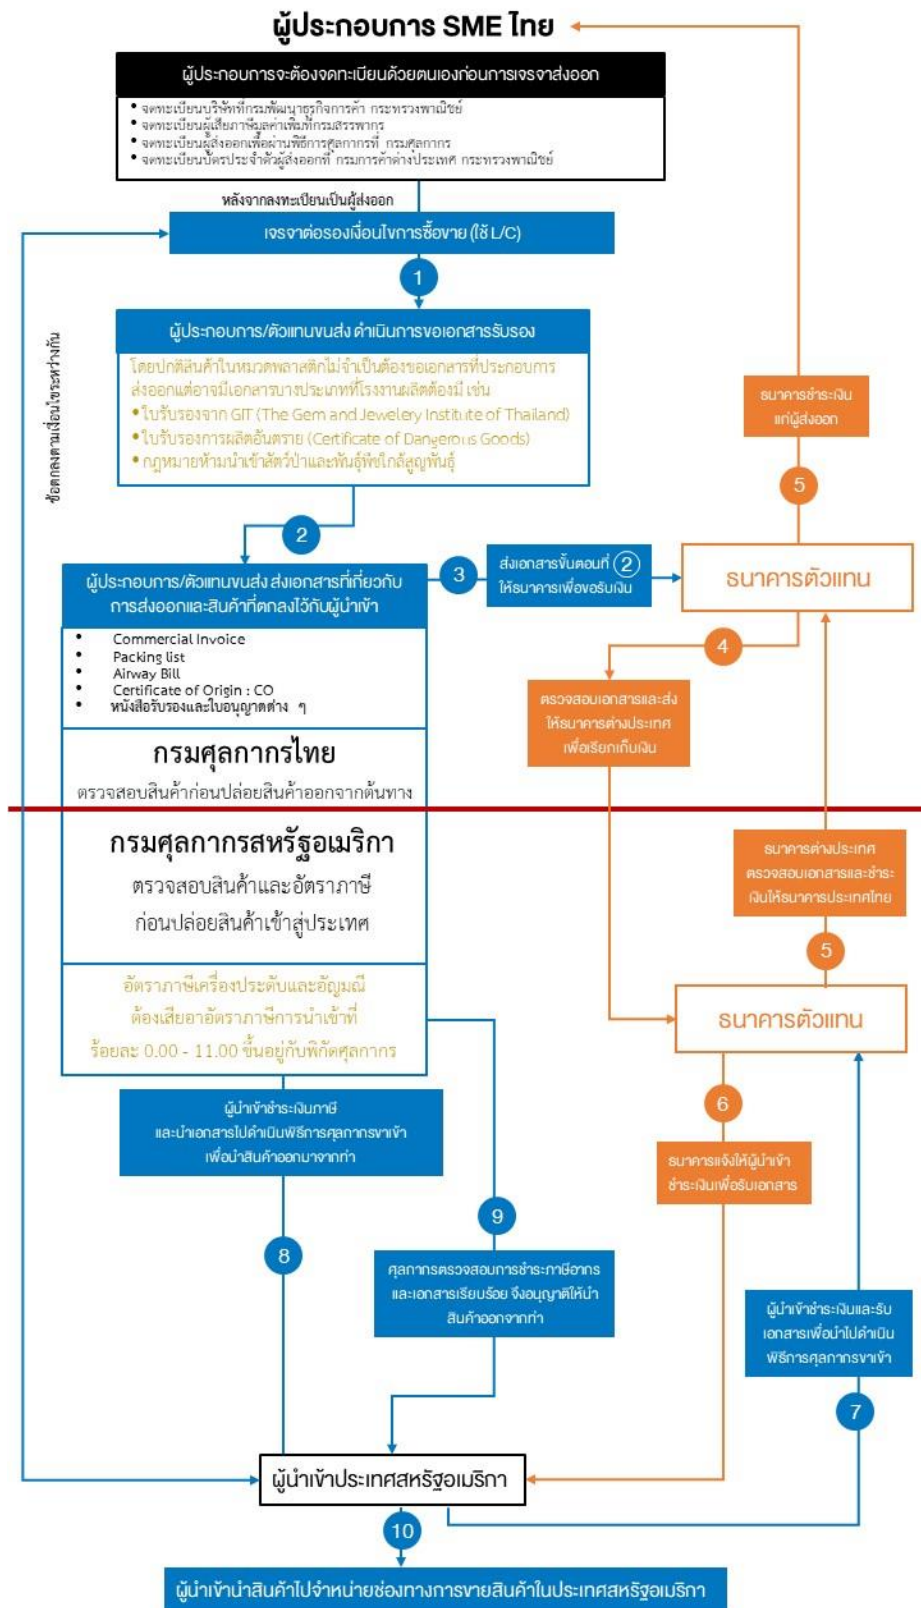 ผู้ประกอบการ SME ไทย
ผู้ประกอบการจะต้องจดทะเบียนด้วยตนเองก่อนการเจรจาส่งออก
• จดทะเบียนบริษัทที่กรมพัฒนาธุรกิจการค้า กระทรวงพาณิชย์
• จดทะเบียนผู้เสียภาษีมูลค่าเพิ่มที่กรมสรรพากร
• จดทะเบียนผู้ส่งออกเพื่อผ่านพิธีการศุลกากรที่ กรมศุลกากร
• จดทะเบียนบัตรประจำตัวผู้ส่งออกที่ กรมการค้าต่างประเทศ กระทรวงพาณิชย์
หลังจากลงทะเบียนเป็นผู้ส่งออก
เจรจาต่อรองเงื่อนไขการซื้อขาย (ใช้ L/C)
1
ข้อตกลงตามเงื่อนไขระหว่างกัน
ผู้ประกอบการ/ตัวแทนขนส่ง ดำเนินการขอเอกสารรับรอง
โดยปกติสินค้าในหมวดพลาสติกไม่จำเป็นต้องขอเอกสารที่ประกอบการ
ส่งออกแต่อาจมีเอกสารบางประเภทที่โรงงานผลิตต้องมี เช่น
• ใบรับรองจาก GIT (The Gem and Jewelery Institute of Thailand)
• ใบรับรองการผลิตอันตราย (Certificate of Dangerous Goods)
• กฎหมายห้ามนำเข้าสัตว์ป่าและพันธุ์พืชใกล้สูญพันธุ์
ธนาคารชำระเงิน
แก่ผู้ส่งออก
5
2
ผู้ประกอบการ/ตัวแทนขนส่ง ส่งเอกสารที่เกี่ยวกับ
การส่งออกและสินค้าที่ตกลงไว้กับผู้นำเข้า
3
ส่งเอกสารขั้นตอนที่ 2
ให้ธนาคารเพื่อขอรับเงิน
ธนาคารตัวแทน
• Commercial Invoice
• Packing list
• Airway Bill
• Certificate of Origin : CO
• หนังสือรับรองและใบอนุญาตต่าง ๆ
4
ตรวจสอบเอกสารและส่ง
ให้ธนาคารต่างประเทศ
เพื่อเรียกเก็บเงิน
กรมศุลกากรไทย
ตรวจสอบสินค้าก่อนปล่อยสินค้าออกจากต้นทาง
กรมศุลกากรสหรัฐอเมริกา
ตรวจสอบสินค้าและอัตราภาษี
ก่อนปล่อยสินค้าเข้าสู่ประเทศ
ธนาคารต่างประเทศ
ตรวจสอบเอกสารและชำระ
เงินให้ธนาคารประเทศไทย
5
อัตราภาษีเครื่องประดับและอัญมณี
ต้องเสียอาอัตราภาษีการนำเข้าที่
ร้อยละ 0.00 - 11.00 ขึ้นอยู่กับพิกัดศุลกากร
ธนาคารตัวแทน
ผู้นำเข้าชำระเงินภาษี
และนำเอกสารไปดำเนินพิธีการศุลกากรขาเข้า
เพื่อนำสินค้าออกมาจากท่า
6
ธนาคารแจ้งให้ผู้นำเข้า
ชำระเงินเพื่อรับเอกสาร
9
8
ศุลกากรตรวจสอบการชำระภาษีอากร
และเอกสารเรียบร้อย จึงอนุญาติให้นำ
สินค้าออกจากท่า
ผู้นำเข้าชำระเงินและรับ
เอกสารเพื่อนำไปดำเนิน
พิธีการศุลกากรขาเข้า
7
ผู้นำเข้าประเทศสหรัฐอเมริกา
10
ผู้นำเข้านำสินค้าไปจำหน่ายช่องทางการขายสินค้าในประเทศสหรัฐอเมริกา